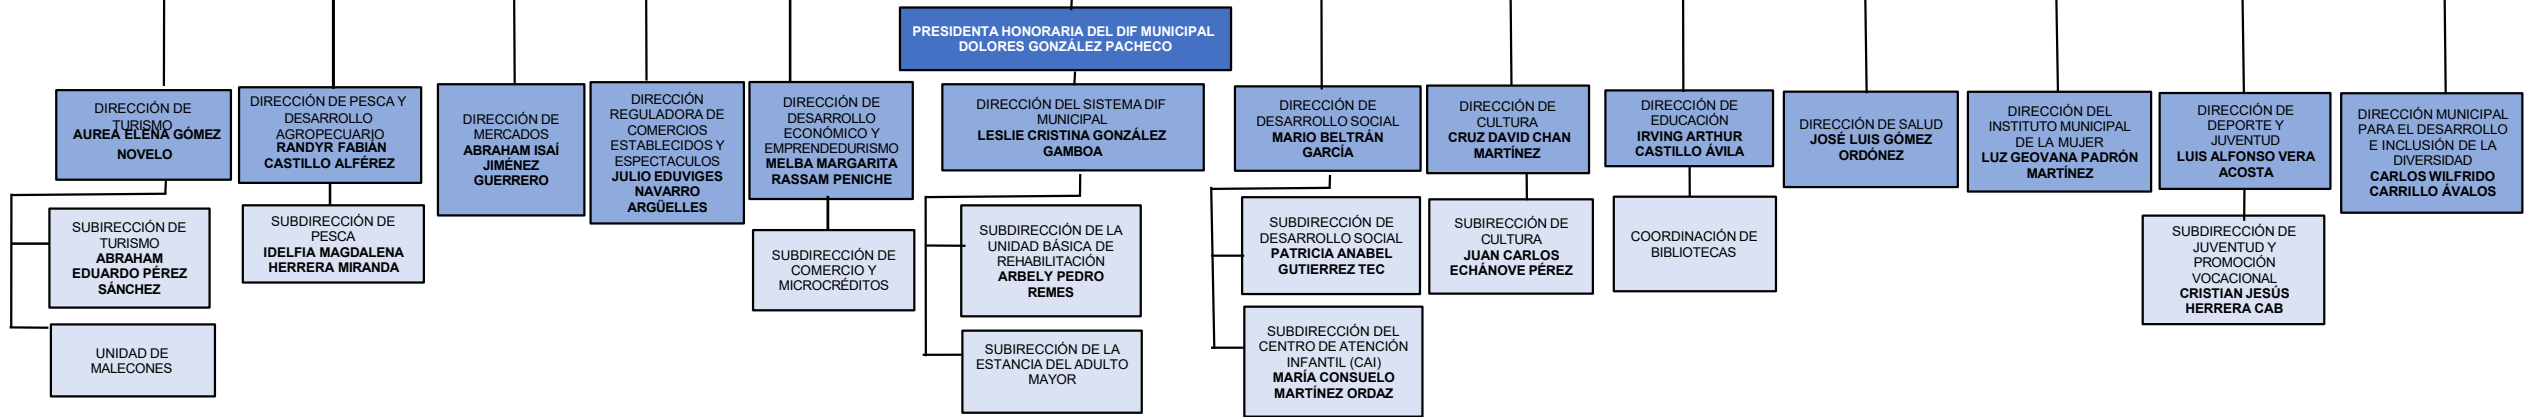 PRESIDENTA HONORARIA DEL DIF MUNICIPAL
DOLORES GONZÁLEZ PACHECO
DIRECCIÓN DE
TURISMO
AUREA ELENA GÓMEZ
NOVELO
DIRECCIÓN DE PESCA Y
DESARROLLO
AGROPECUARIO
RANDYR FABIÁN
CASTILLO ALFÉREZ
DIRECCIÓN DE
MERCADOS
ABRAHAM ISAÍ
JIMÉNEZ
GUERRERO
DIRECCIÓN
REGULADORA DE
COMERCIOS
ESTABLECIDOS Y
ESPECTACULOS
JULIO EDUVIGES
NAVARRO
ARGÜELLES
DIRECCIÓN DE
DESARROLLO
ECONÓMICO Y
EMPRENDEDURISMO
MELBA MARGARITA
RASSAM PENICHE
DIRECCIÓN DEL SISTEMA DIF
MUNICIPAL
LESLIE CRISTINA GONZÁLEZ
GAMBOA
DIRECCIÓN DE
DESARROLLO SOCIAL
MARIO BELTRÁN
GARCÍA
DIRECCIÓN DE
CULTURA
CRUZ DAVID CHAN
MARTÍNEZ
DIRECCIÓN DE
EDUCACIÓN
IRVING ARTHUR
CASTILLO ÁVILA
DIRECCIÓN DE SALUD
JOSÉ LUIS GÓMEZ
ORDÓNEZ
DIRECCIÓN DEL
INSTITUTO MUNICIPAL
DE LA MUJER
LUZ GEOVANA PADRÓN
MARTÍNEZ
DIRECCIÓN DE
DEPORTE Y
JUVENTUD
LUIS ALFONSO VERA
ACOSTA
DIRECCIÓN MUNICIPAL
PARA EL DESARROLLO
E INCLUSIÓN DE LA
DIVERSIDAD
CARLOS WILFRIDO
CARRILLO ÁVALOS
SUBIRECCIÓN DE
TURISMO
ABRAHAM
EDUARDO PÉREZ
SÁNCHEZ
SUBDIRECCIÓN DE
PESCA
IDELFIA MAGDALENA
HERRERA MIRANDA
SUBDIRECCIÓN DE
COMERCIO Y
MICROCRÉDITOS
SUBDIRECCIÓN DE LA
UNIDAD BÁSICA DE
REHABILITACIÓN
ARBELY PEDRO
REMES
SUBDIRECCIÓN DE
DESARROLLO SOCIAL
PATRICIA ANABEL
GUTIERREZ TEC
SUBIRECCIÓN DE
CULTURA
JUAN CARLOS
ECHÁNOVE PÉREZ
COORDINACIÓN DE
BIBLIOTECAS
SUBDIRECCIÓN DE
JUVENTUD Y
PROMOCIÓN
VOCACIONAL
CRISTIAN JESÚS
HERRERA CAB
UNIDAD DE
MALECONES
SUBIRECCIÓN DE LA
ESTANCIA DEL ADULTO
MAYOR
SUBDIRECCIÓN DEL
CENTRO DE ATENCIÓN
INFANTIL (CAI)
MARÍA CONSUELO
MARTÍNEZ ORDAZ